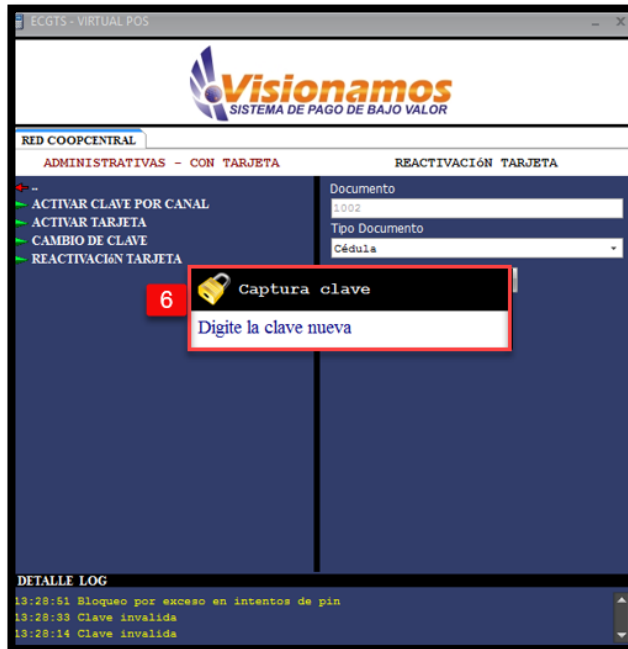 ECGTS - VIRTUAL POS
Visionamos
SISTEMA DE PAGO DE BAJO VALOR
RED COOPCENTRAL
ADMINISTRATIVAS - CON TARJETA
REACTIVACIóN TARJETA
..
ACTIVAR CLAVE POR CANAL
ACTIVAR TARJETA
CAMBIO DE CLAVE
REACTIVACIóN TARJETA
Documento
1002
Tipo Documento
Cédula
6
Captura clave
Digite la clave nueva
DETALLE LOG
13:28:51 Bloqueo por exceso en intentos de pin
13:28:33 Clave invalida
13:28:14 Clave invalida